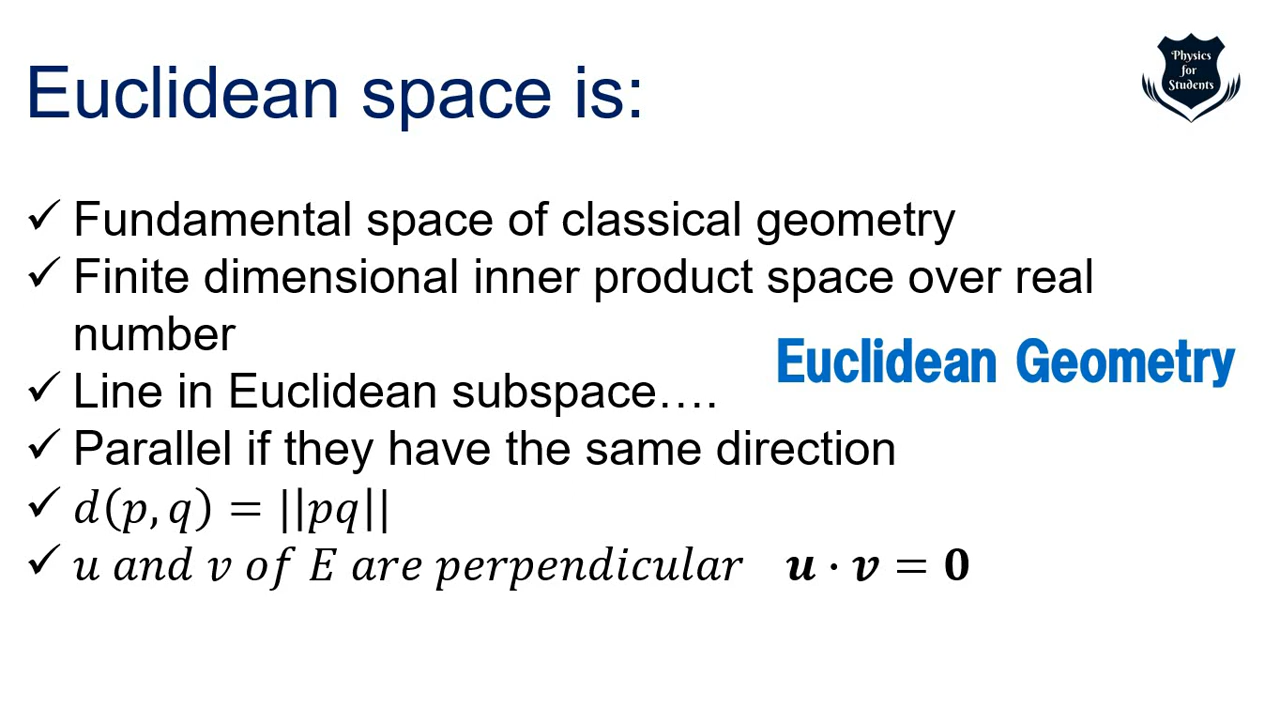 Physics
for
Students
Euclidean space is:
✓ Fundamental space of classical geometry
✓ Finite dimensional inner product space over real
number
Euclidean Geometry
✓ Line in Euclidean subspace….
✓ Parallel if they have the same direction
✓ d(p, q) = ||pq||
✓ u and v of E are perpendicular u · v = 0